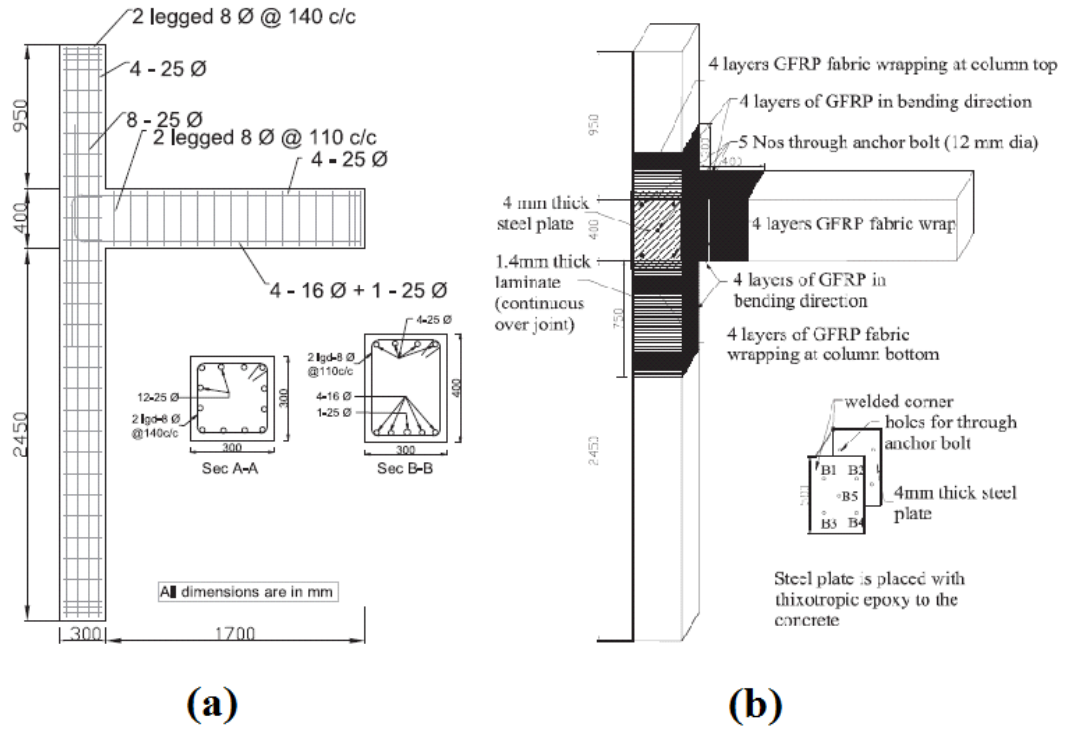 2 legged 8 Ø @ 140 c/c
4 - 25 Ø
8 - 25 Ø
2 legged 8 Ø @ 110 c/c
4 - 25 Ø
950
400
2450
4 - 16 Ø + 1 - 25 Ø
12-25 Ø
2 lgd-8 Ø
@140c/c
300
300
Sec A-A
4-25 Ø
2 lgd-8 Ø
@110c/c
4-16 Ø
1-25 Ø
400
300
Sec B-B
All dimensions are in mm
300
1700
(a)
4 layers GFRP fabric wrapping at column top
4 layers of GFRP in bending direction
5 Nos through anchor bolt (12 mm dia)
950
400
4 mm thick
steel plate
400
4 layers GFRP fabric wrap
1.4mm thick
laminate
(continuous
over joint)
750
4 layers of GFRP in
bending direction
4 layers of GFRP fabric
wrapping at column bottom
2450
welded corner
holes for through
anchor bolt
B1 B2
B5
B3 B4
4mm thick steel
plate
Steel plate is placed with
thixotropic epoxy to the
concrete
(b)